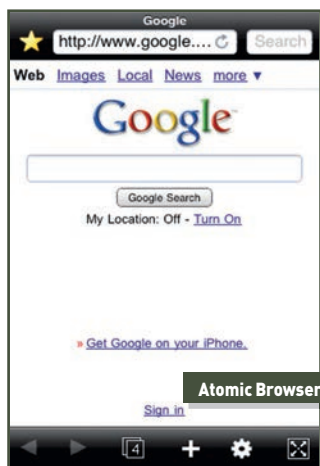 Google
http://www.google.... Search
Web Images Local News more ▼
Google™
Google Search
My Location: Off - Turn On
» Get Google on your iPhone.
Atomic Browser
Sign in
4